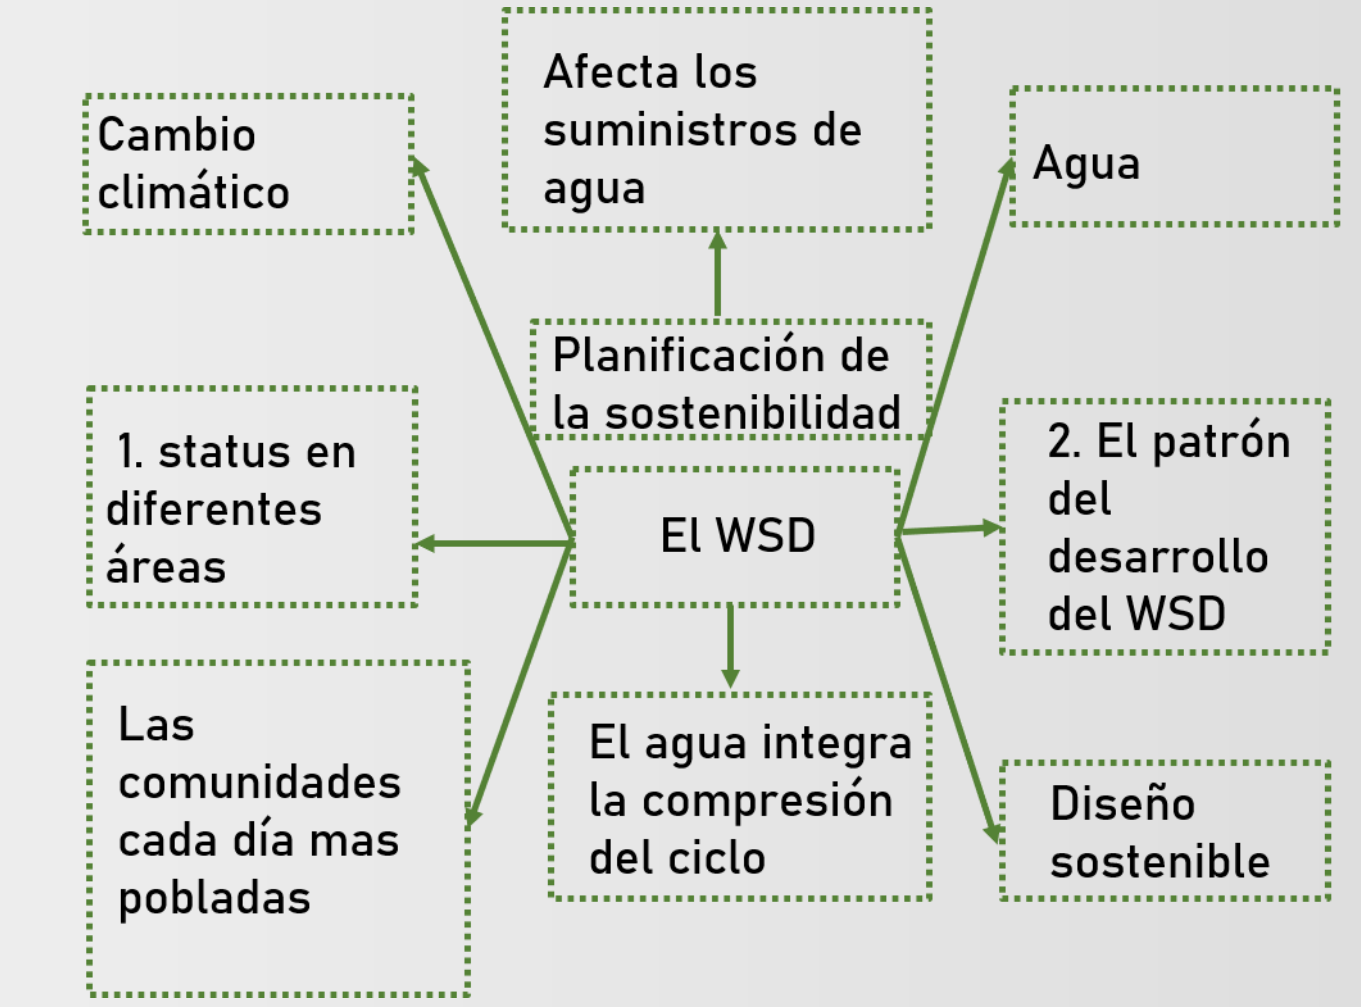 Afecta los
suministros de
agua
Cambio
climático
Agua
Planificación de
la sostenibilidad
1. status en
diferentes
áreas
El WSD
2. El patrón
del
desarrollo
del WSD
Las
comunidades
cada día mas
pobladas
El agua integra
la compresión
del ciclo
Diseño
sostenible